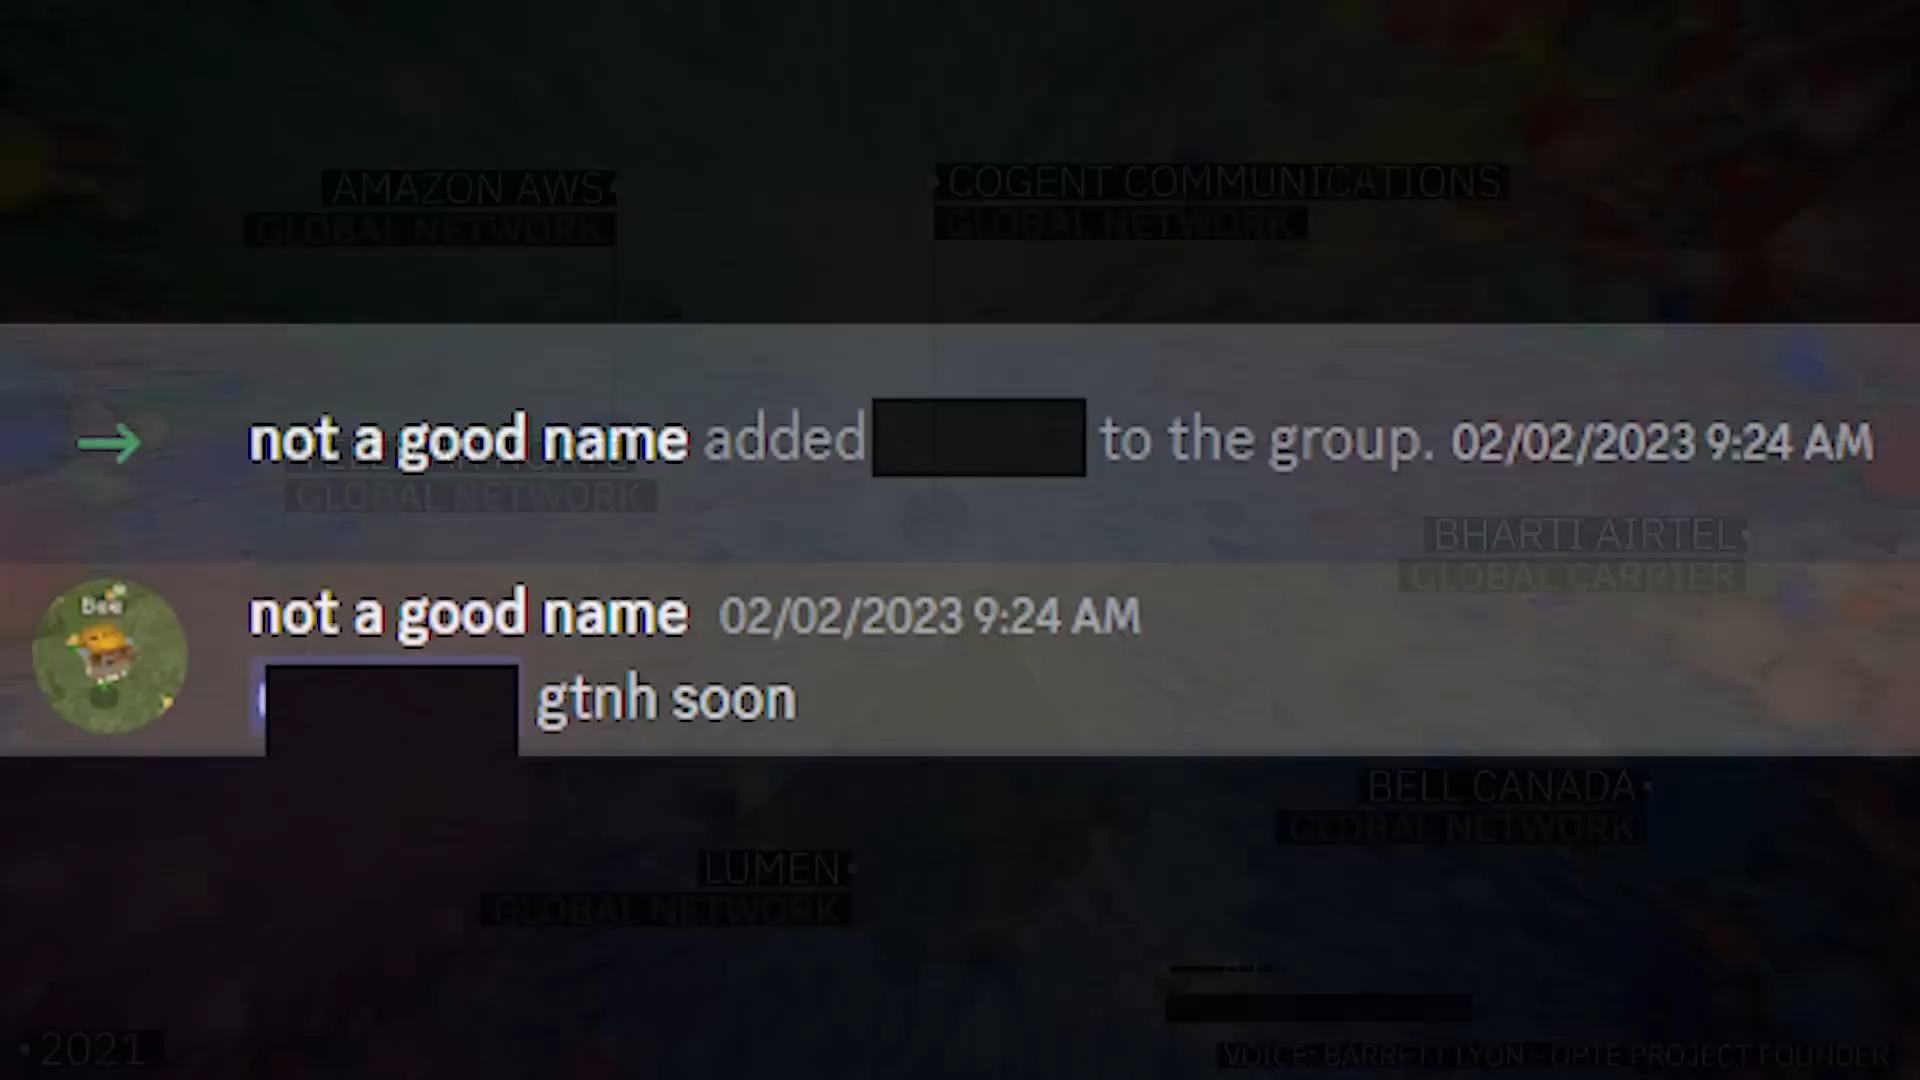 AMAZON AWS
GLOBAL NETWORK
COGENT COMMUNICATIONS
GLOBAL NETWORK
not a good name added to the group. 02/02/2023 9:24 AM
GLOBAL NETWORK
BHARTI AIRTEL
GLOBAL CARRIER
Bee
not a good name 02/02/2023 9:24 AM
gtnh soon
BELL CANADA
GLOBAL NETWORK
LUMEN
GLOBAL NETWORK
2021
VOICE: BARRETT LYON - OPTE PROJECT FOUNDER